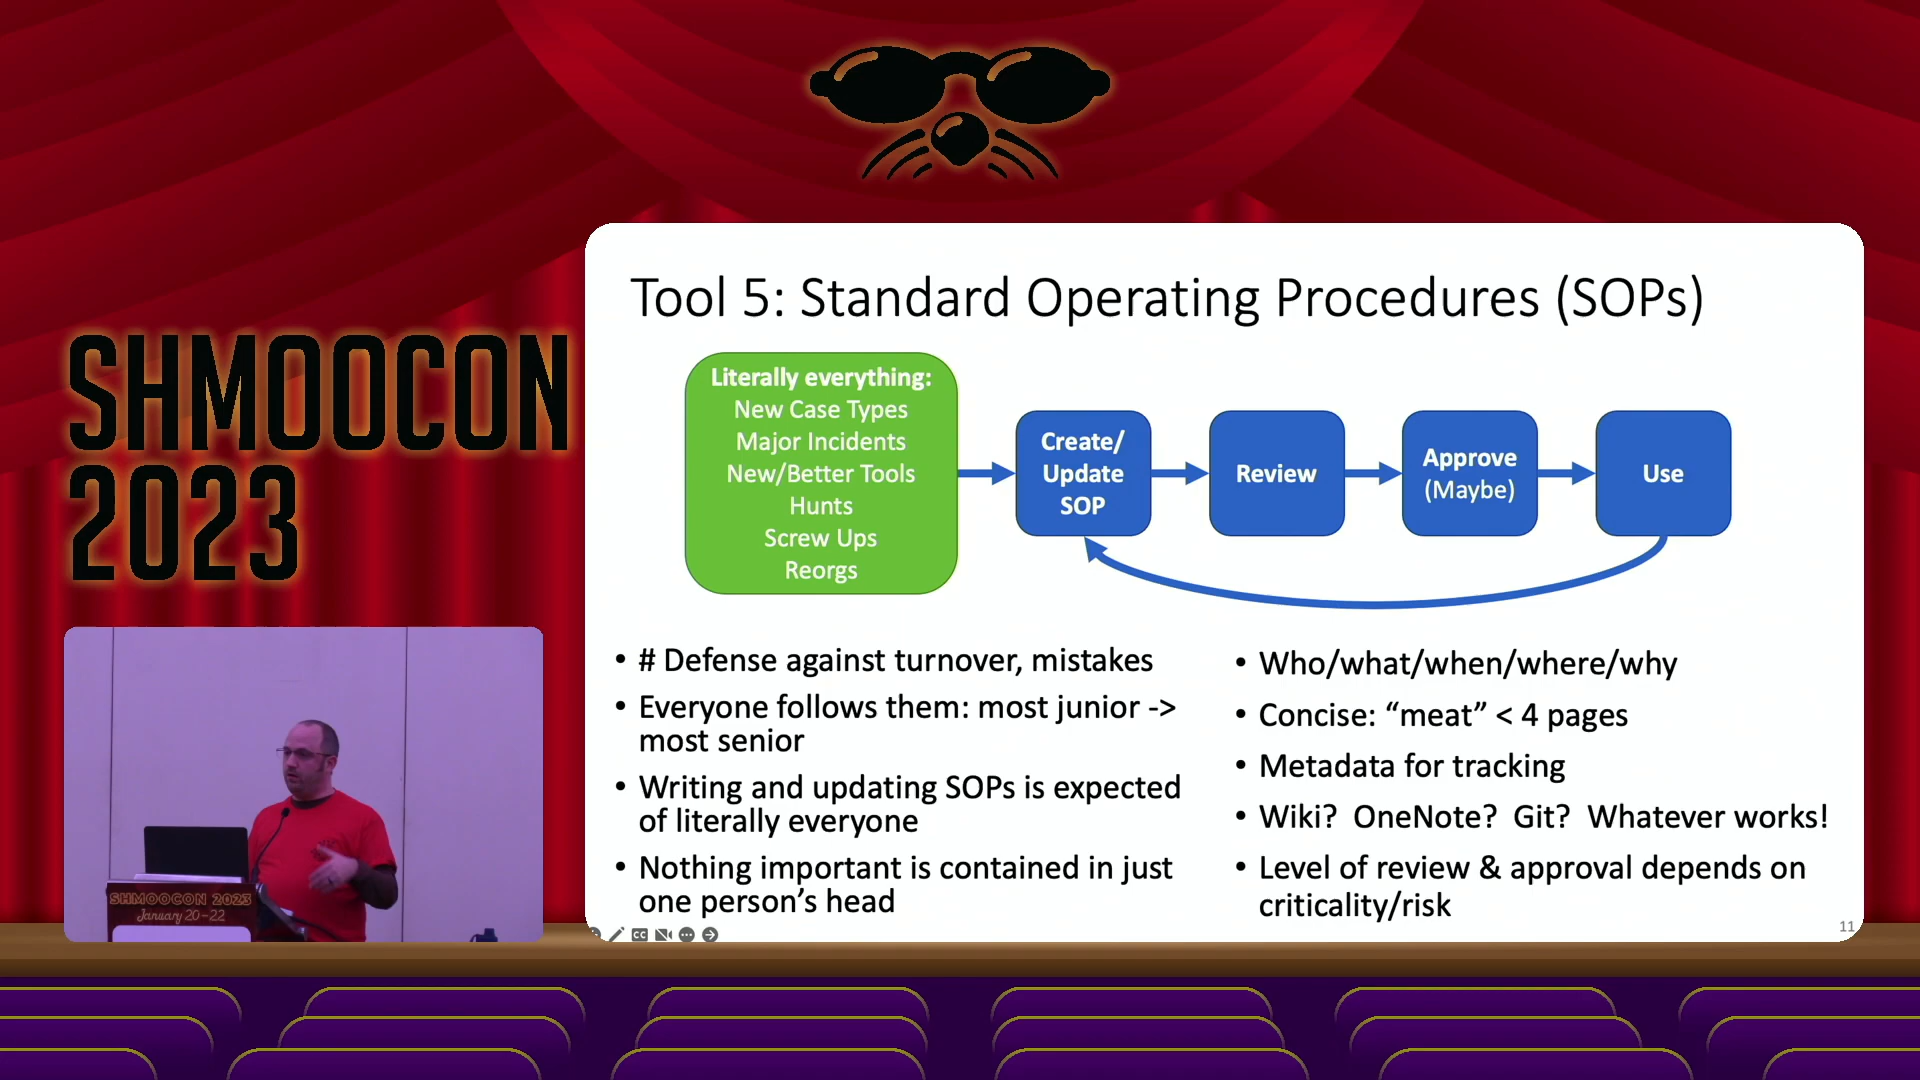 SHMOOCON
2023
Tool 5: Standard Operating Procedures (SOPs)
Literally everything:
New Case Types
Major Incidents
New/Better Tools
Hunts
Screw Ups
Reorgs
Create/
Update
SOP
Review
Approve
(Maybe)
Use
• # Defense against turnover, mistakes
• Everyone follows them: most junior ->
most senior
• Writing and updating SOPs is expected
of literally everyone
• Nothing important is contained in just
one person’s head
• Who/what/when/where/why
• Concise: “meat” < 4 pages
• Metadata for tracking
• Wiki?  OneNote?  Git?  Whatever works!
• Level of review & approval depends on
criticality/risk
CC
11
SHMOOCON 2023
January 20-22